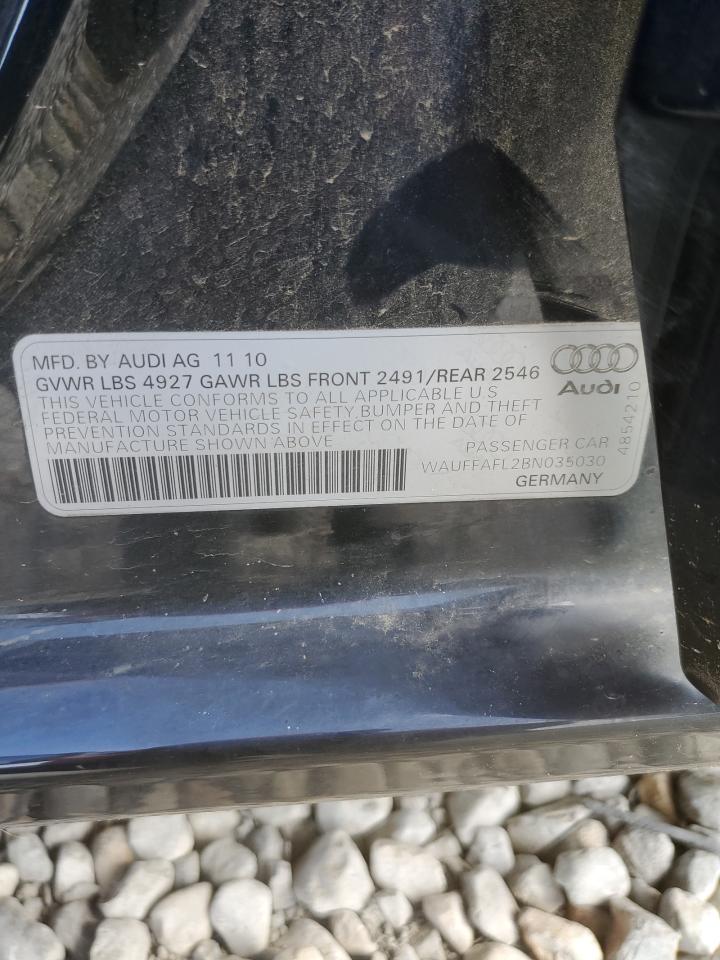 MFD. BY AUDI AG 11 10
GVWR LBS 4927 GAWR LBS FRONT 2491/REAR 2546
THIS VEHICLE CONFORMS TO ALL APPLICABLE U S
FEDERAL MOTOR VEHICLE SAFETY,BUMPER AND THEFT
PREVENTION STANDARDS IN EFFECT ON THE DATE OF
MANUFACTURE SHOWN ABOVE
PASSENGER CAR
WAUFFAFL2BN035030
GERMANY
Audi
4854210